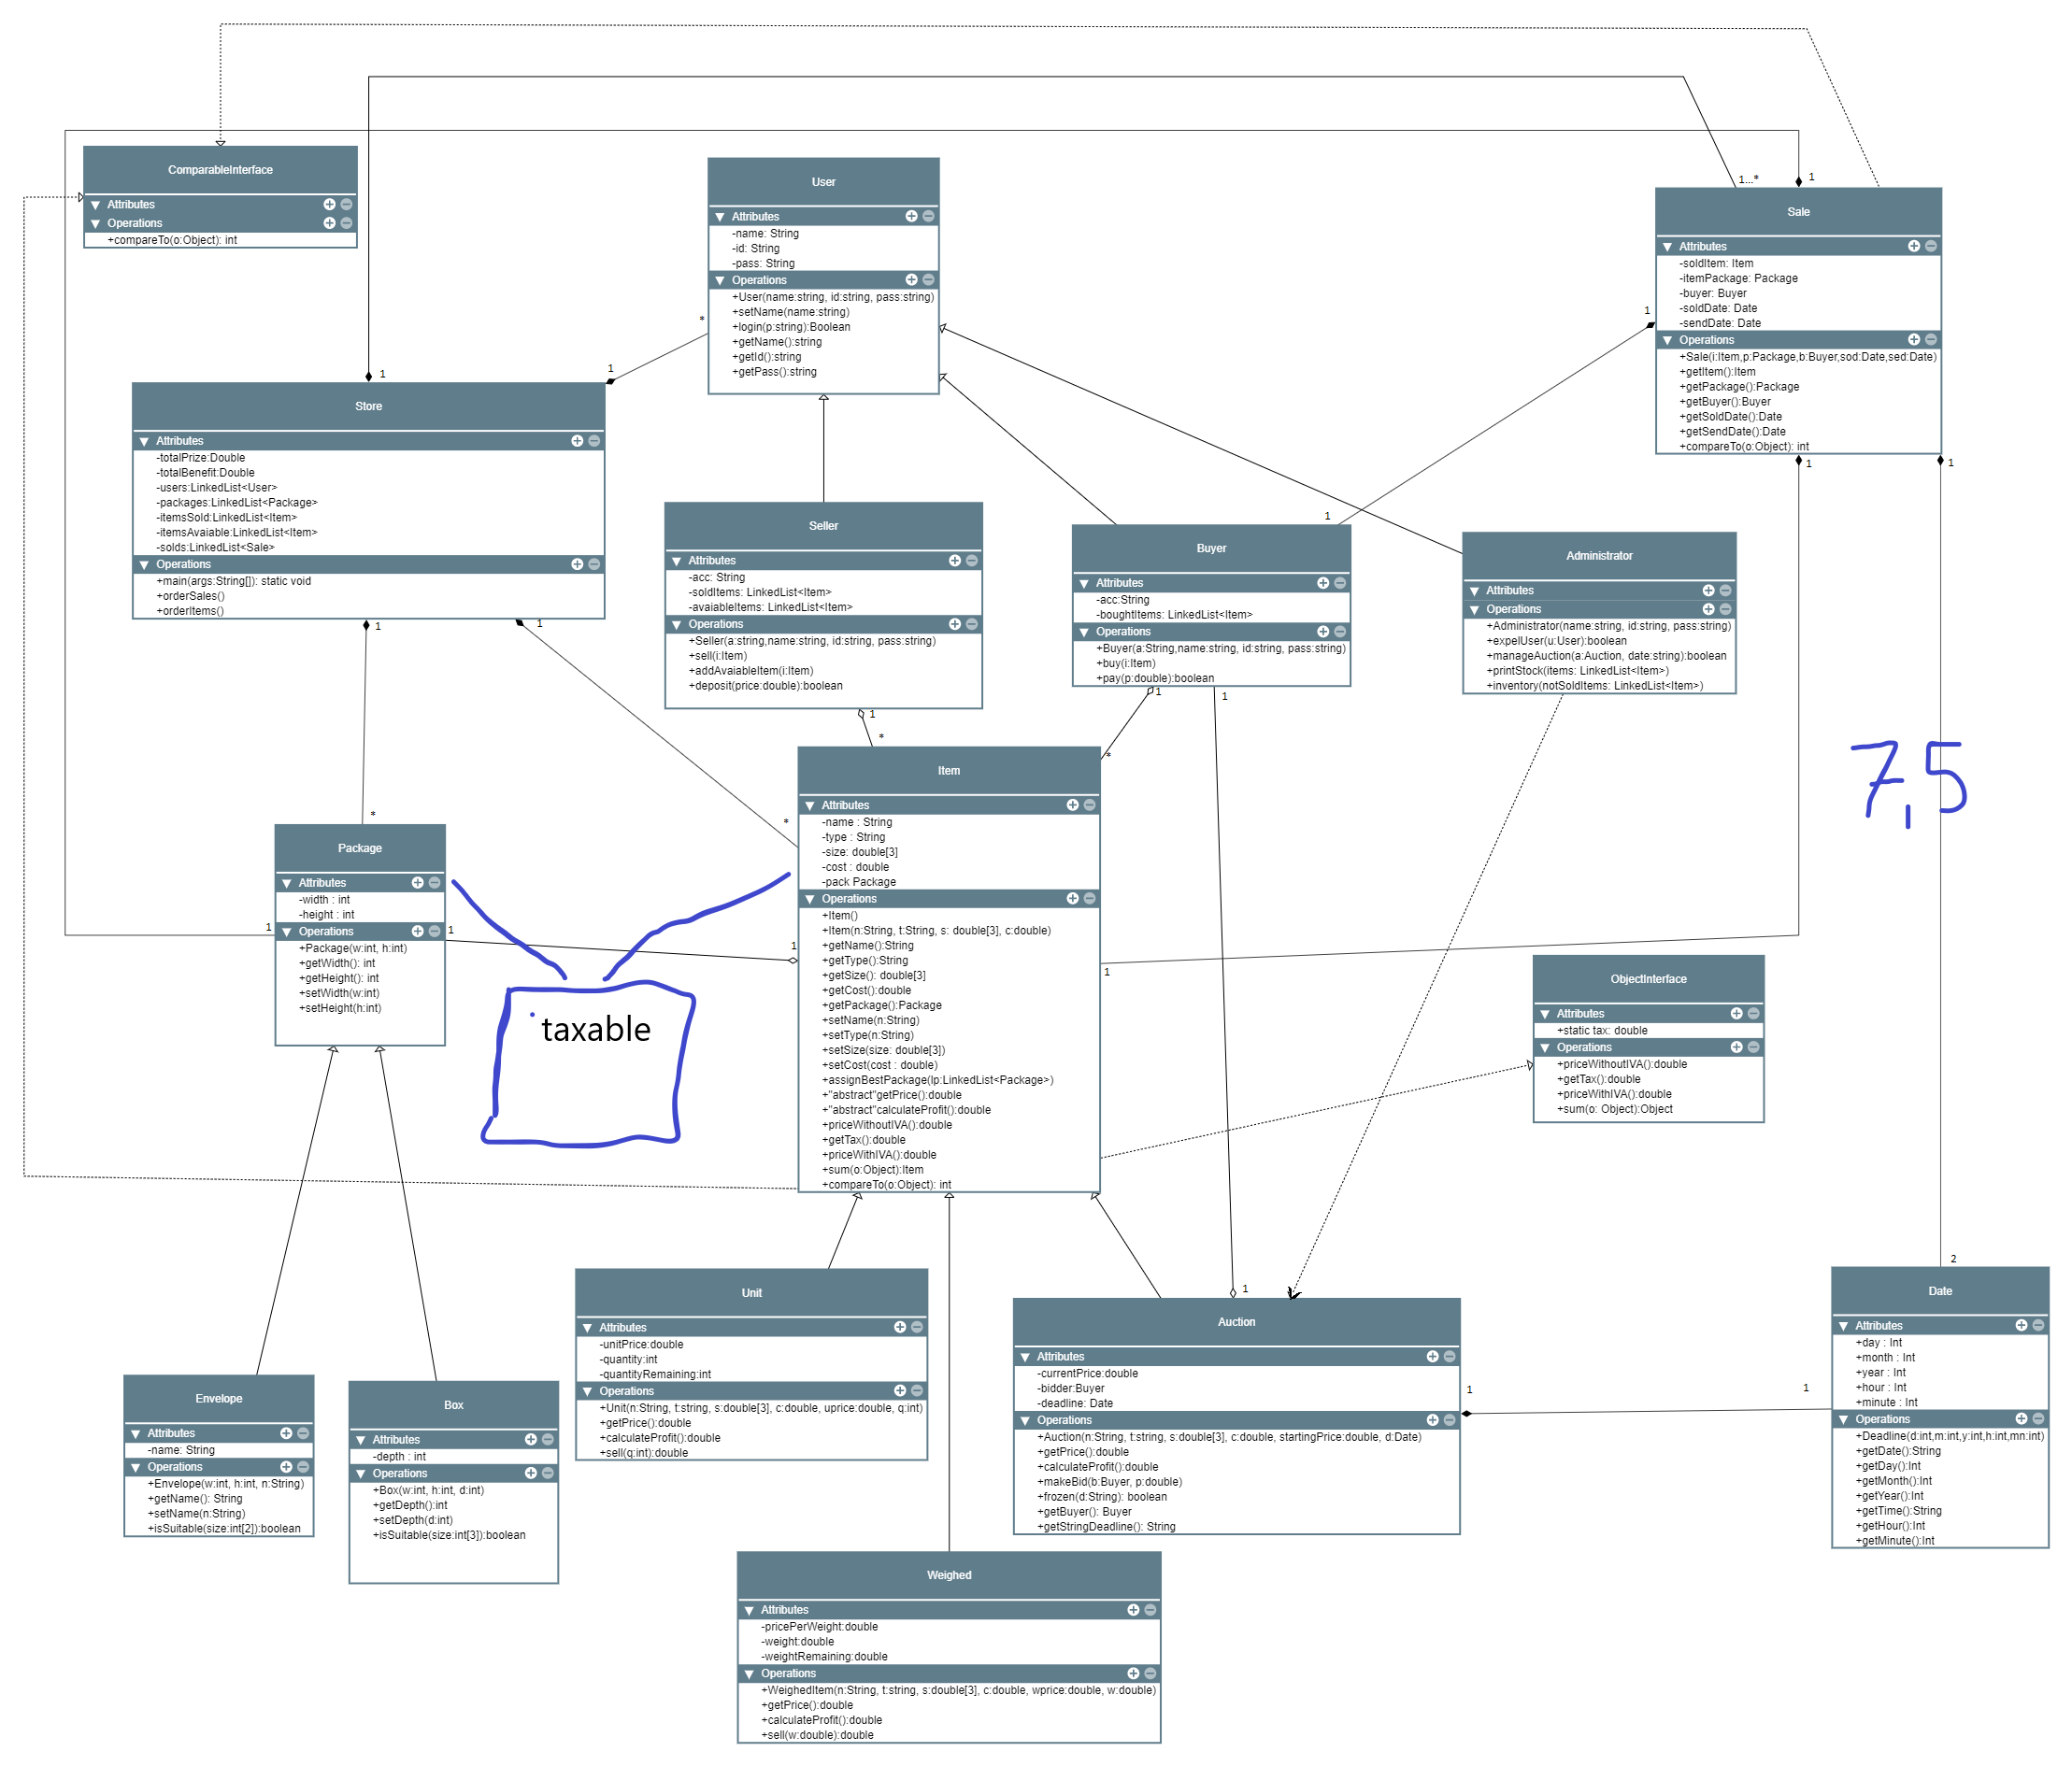 ComparableInterface
Attributes
Operations
+compareTo(o:Object): int
User
Attributes
-name: String
-id: String
-pass: String
Operations
+User(name:string, id:string, pass:string)
+setName(name:string)
+login(p:string):Boolean
+getName():string
+getId():string
+getPass():string
1...*
1
Sale
Attributes
-soldItem: Item
-itemPackage: Package
-buyer: Buyer
-soldDate: Date
-sendDate: Date
Operations
+Sale(i:Item,p:Package,b:Buyer,sod:Date,sed:Date)
+getItem():Item
+getPackage():Package
+getBuyer():Buyer
+getSoldDate():Date
+getSendDate():Date
+compareTo(o:Object): int
*
1
1
1
1
1
Store
Attributes
-totalPrize:Double
-totalBenefit:Double
-users:LinkedList<User>
-packages:LinkedList<Package>
-itemsSold:LinkedList<Item>
-itemsAvaiable:LinkedList<Item>
-solds:LinkedList<Sale>
Operations
+main(args:String[]): static void
+orderSales()
+orderItems()
1
1
Seller
Attributes
-acc: String
-soldItems: LinkedList<Item>
-avaiableItems: LinkedList<Item>
Operations
+Seller(a:string,name:string, id:string, pass:string)
+sell(i:Item)
+addAvaiableItem(i:Item)
+deposit(price:double):boolean
1
*
1
Buyer
Attributes
-acc:String
-boughtItems: LinkedList<Item>
Operations
+Buyer(a:String,name:string, id:string, pass:string)
+buy(i:Item)
+pay(p:double):boolean
1
1
*
Administrator
Attributes
Operations
+Administrator(name:string, id:string, pass:string)
+expelUser(u:User):boolean
+manageAuction(a:Auction, date:string):boolean
+printStock(items: LinkedList<Item>)
+inventory(notSoldItems: LinkedList<Item>)
7,5
*
*
Package
Attributes
-width : int
-height : int
Operations
+Package(w:int, h:int)
+getWidth(): int
+getHeight(): int
+setWidth(w:int)
+setHeight(h:int)
1
1
1
1
taxable
Item
Attributes
-name : String
-type : String
-size: double[3]
-cost : double
-pack Package
Operations
+Item()
+Item(n:String, t:String, s: double[3], c:double)
+getName():String
+getType():String
+getSize(): double[3]
+getCost():double
+getPackage():Package
+setName(n:String)
+setType(n:String)
+setSize(size: double[3])
+setCost(cost : double)
+assignBestPackage(lp:LinkedList<Package>)
+"abstract"getPrice():double
+"abstract"calculateProfit():double
+priceWithoutIVA():double
+getTax():double
+priceWithIVA():double
+sum(o:Object):Item
+compareTo(o:Object): int
ObjectInterface
Attributes
+static tax: double
Operations
+priceWithoutIVA():double
+getTax():double
+priceWithIVA():double
+sum(o: Object):Object
Envelope
Attributes
-name: String
Operations
+Envelope(w:int, h:int, n:String)
+getName(): String
+setName(n:String)
+isSuitable(size:int[2]):boolean
Box
Attributes
-depth : int
Operations
+Box(w:int, h:int, d:int)
+getDepth():int
+setDepth(d:int)
+isSuitable(size:int[3]):boolean
Unit
Attributes
-unitPrice:double
-quantity:int
-quantityRemaining:int
Operations
+Unit(n:String, t:string, s:double[3], c:double, uprice:double, q:int)
+getPrice():double
+calculateProfit():double
+sell(q:int):double
1
Auction
Attributes
-currentPrice:double
-bidder:Buyer
-deadline: Date
Operations
+Auction(n:String, t:string, s:double[3], c:double, startingPrice:double, d:Date)
+getPrice():double
+calculateProfit():double
+makeBid(b:Buyer, p:double)
+frozen(d:String): boolean
+getBuyer(): Buyer
+getStringDeadline(): String
1
1
2
Date
Attributes
+day : Int
+month : Int
+year : Int
+hour : Int
+minute : Int
Operations
+Deadline(d:int,m:int,y:int,h:int,mn:int)
+getDate():String
+getDay():Int
+getMonth():Int
+getYear():Int
+getTime():String
+getHour():Int
+getMinute():Int
Weighed
Attributes
-pricePerWeight:double
-weight:double
-weightRemaining:double
Operations
+WeighedItem(n:String, t:string, s:double[3], c:double, wprice:double, w:double)
+getPrice():double
+calculateProfit():double
+sell(w:double):double